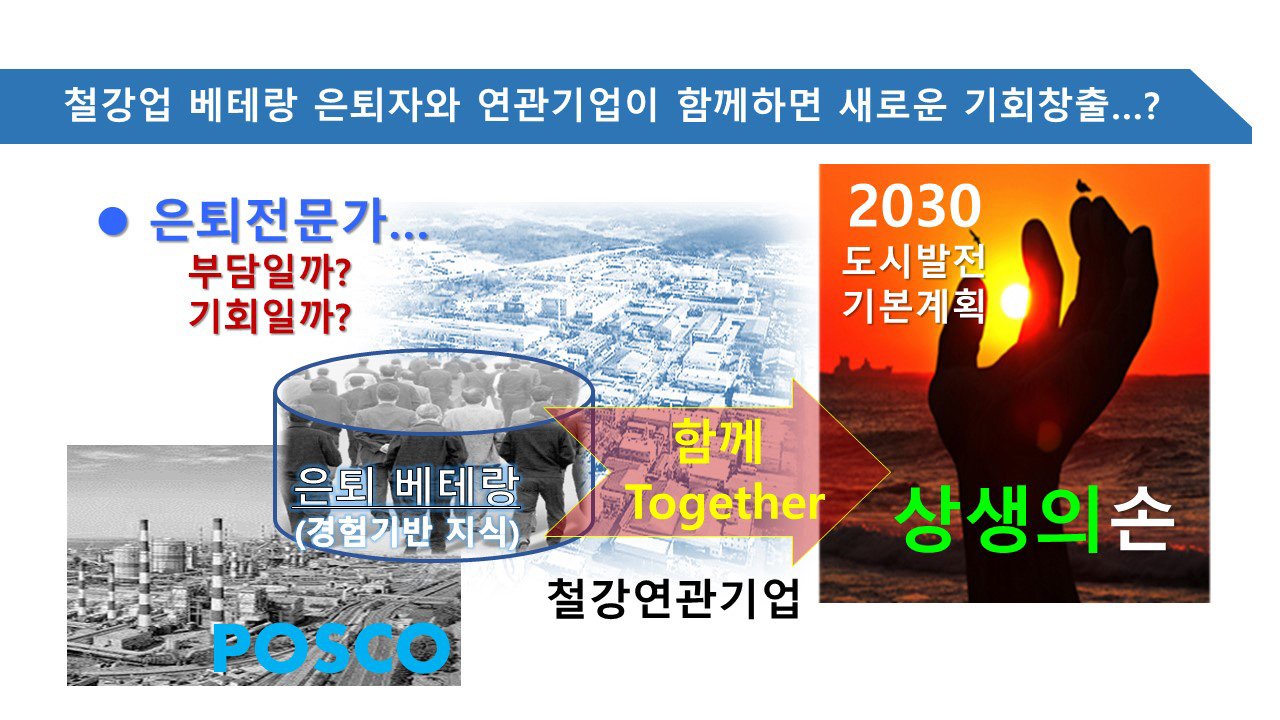 철강업 베테랑 은퇴자와 연관기업이 함께하면 새로운 기회창출...?
● 은퇴전문가...
부담일까?
기회일까?
2030
도시발전
기본계획
은퇴 베테랑
(경험기반 지식)
함께
Together
상생의손
철강연관기업
POSCO